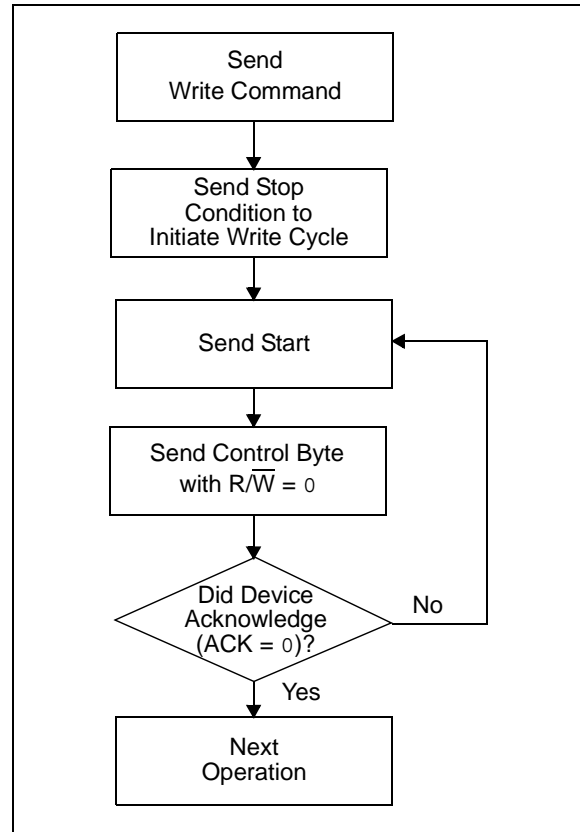 Send
Write Command
Send Stop
Condition to
Initiate Write Cycle
Send Start
Send Control Byte
with R/W̅ = 0
Did Device
Acknowledge
(ACK = 0)?
No
Yes
Next
Operation